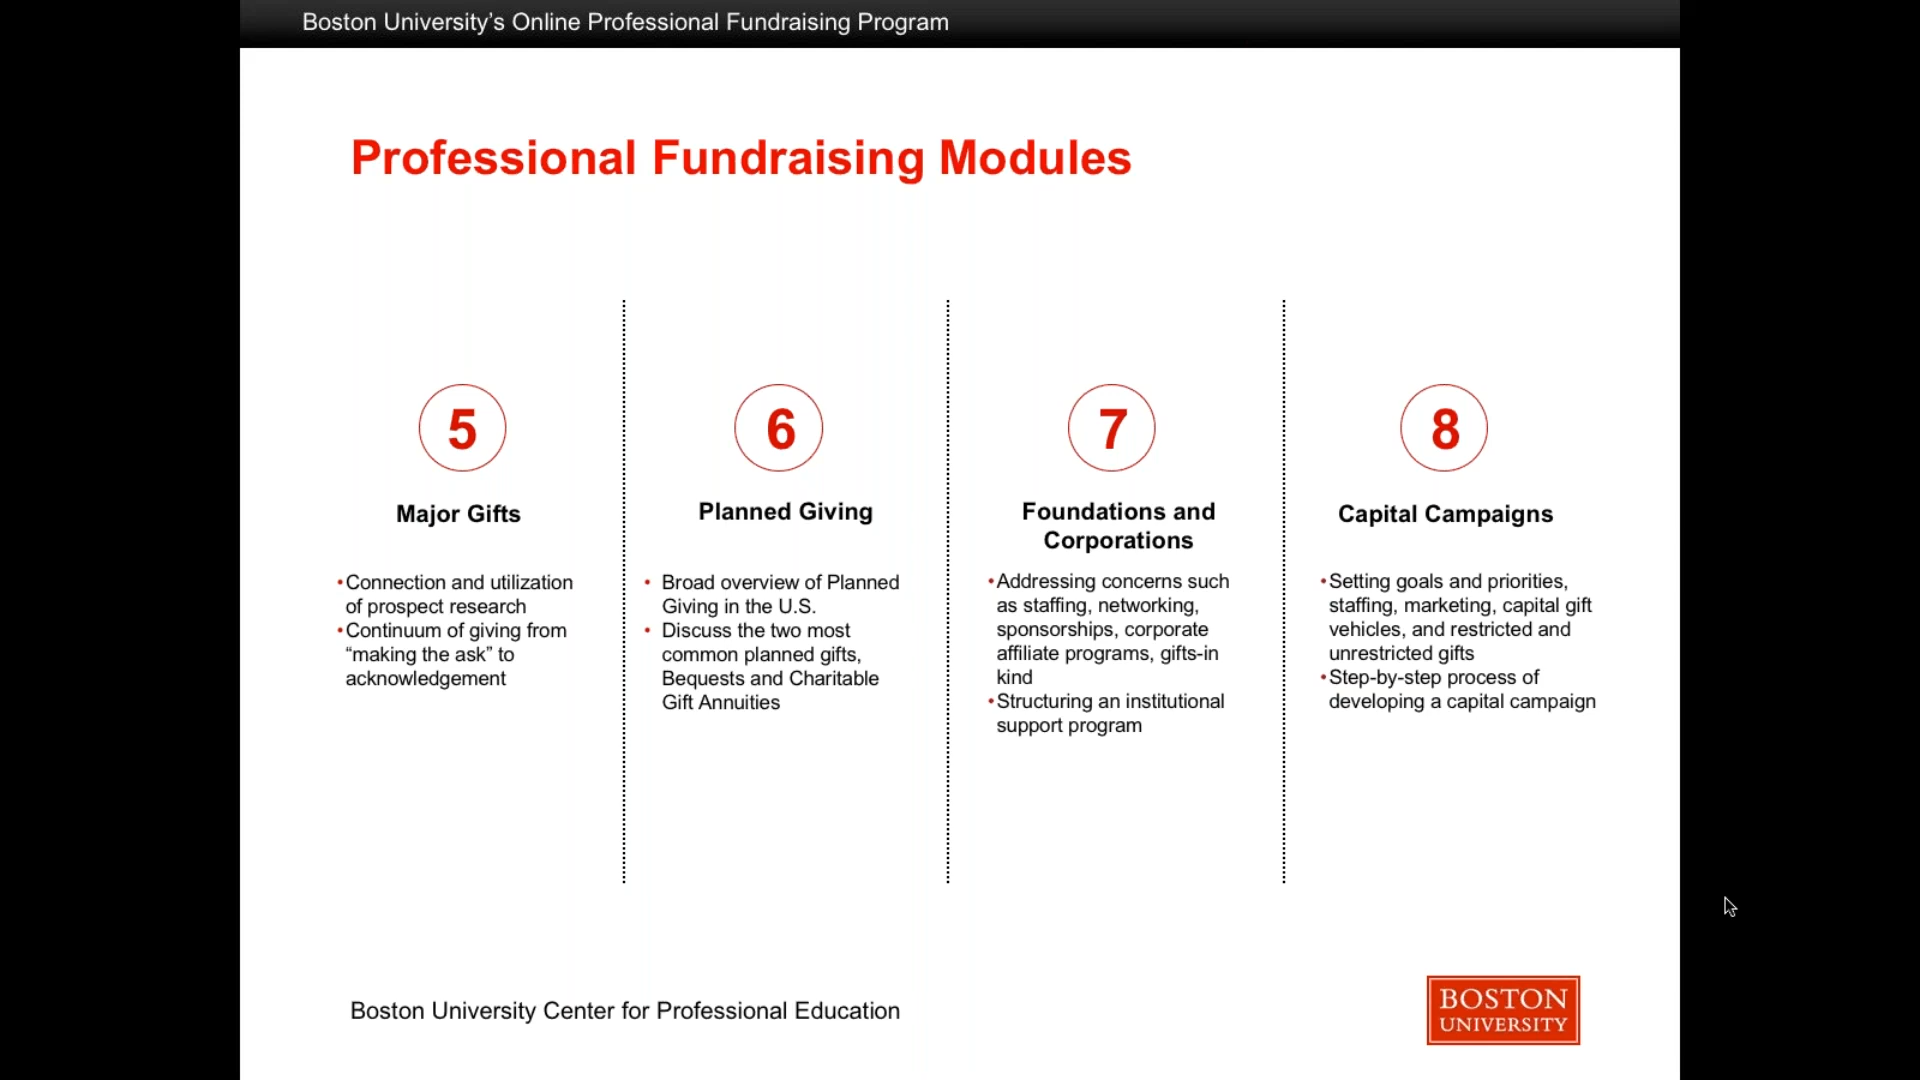 Boston University’s Online Professional Fundraising Program
Professional Fundraising Modules
5
Major Gifts
•Connection and utilization
of prospect research
•Continuum of giving from
“making the ask” to
acknowledgement
6
Planned Giving
• Broad overview of Planned
Giving in the U.S.
• Discuss the two most
common planned gifts,
Bequests and Charitable
Gift Annuities
7
Foundations and
Corporations
•Addressing concerns such
as staffing, networking,
sponsorships, corporate
affiliate programs, gifts-in
kind
•Structuring an institutional
support program
8
Capital Campaigns
•Setting goals and priorities,
staffing, marketing, capital gift
vehicles, and restricted and
unrestricted gifts
•Step-by-step process of
developing a capital campaign
Boston University Center for Professional Education
BOSTON
UNIVERSITY